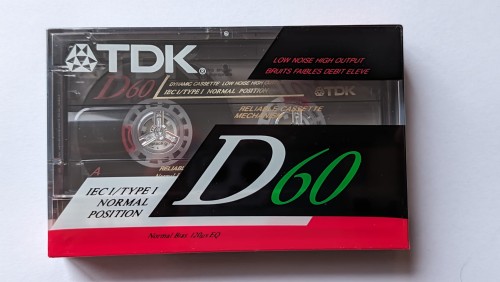 TDK®
LOW NOISE HIGH OUTPUT
BRUITS FAIBLES DEBIT ELEVE
D60
DYNAMIC CASSETTE LOW NOISE HIGH
IEC I/TYPE I NORMAL POSITION
TDK
RELIABLE CASSETTE
MECHANISM
A
RELIABLE
IEC I/TYPE I
NORMAL
POSITION
D60
Normal Bias 120µs EQ